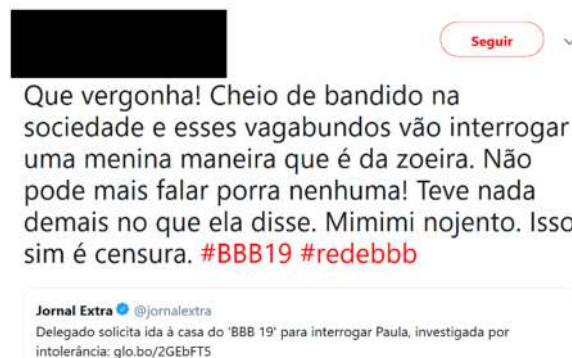 Seguir
Que vergonha! Cheio de bandido na
sociedade e esses vagabundos vão interrogar
uma menina maneira que é da zoeira. Não
pode mais falar porra nenhuma! Teve nada
demais no que ela disse. Mimimi nojento. Isso
sim é censura. #BBB19 #redebbb
Jornal Extra @jornalextra
Delegado solicita ida à casa do 'BBB 19' para interrogar Paula, investigada por
intolerância: glo.bo/2GEbFT5